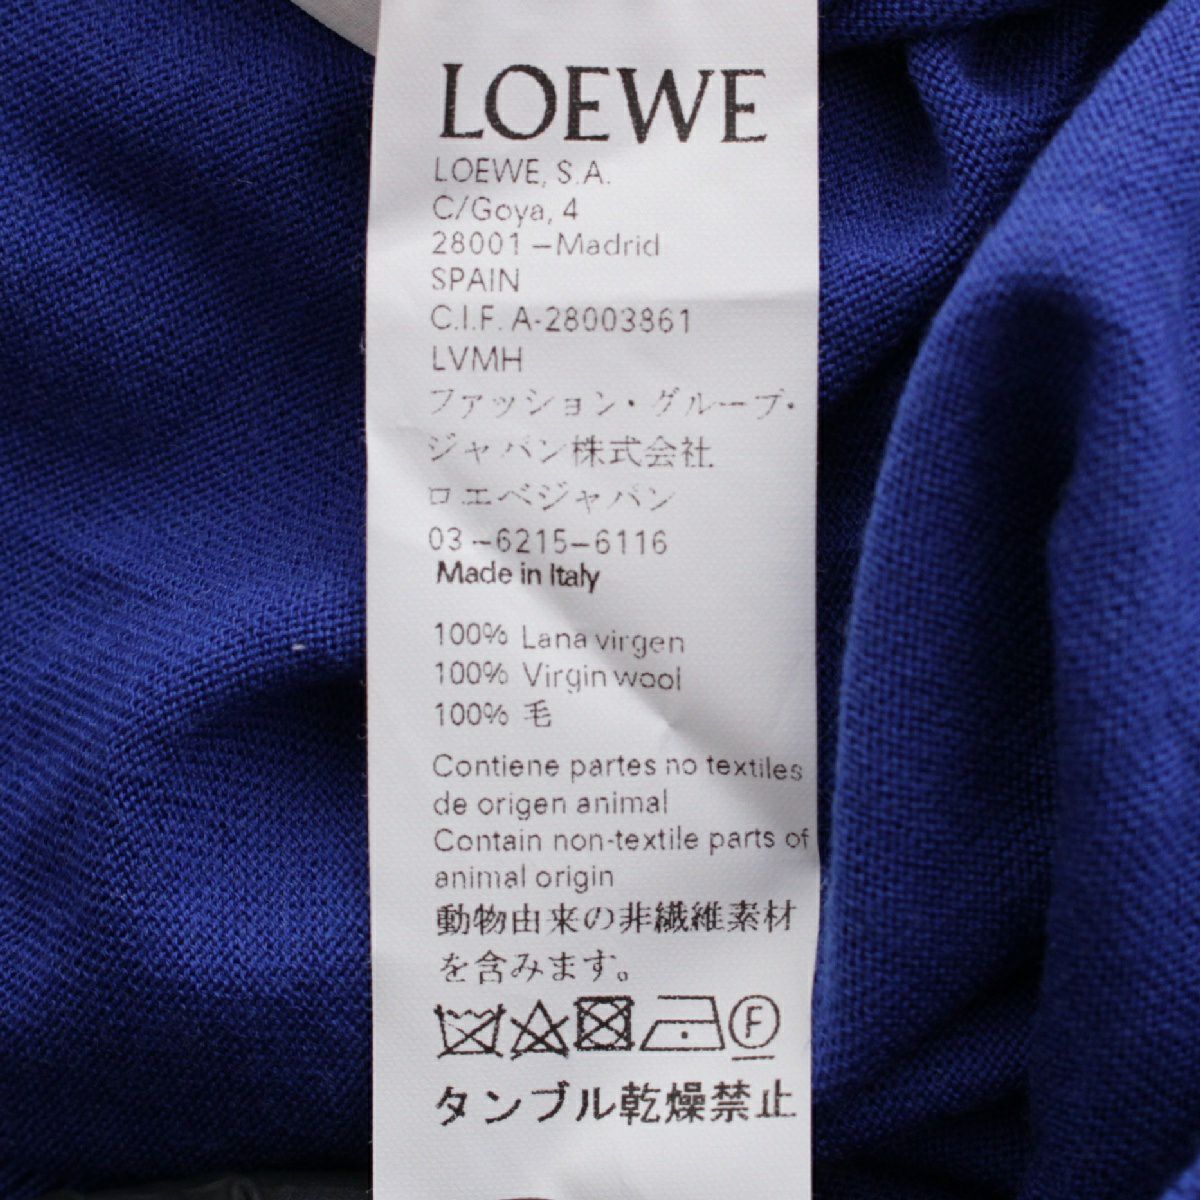 LOEWE
LOEWE, S.A.
C/Goya, 4
28001 –Madrid
SPAIN
C.I.F. A-28003861
LVMH
ファッション・グループ・
ジャパン株式会社
ロエベジャパン
03 –6215–6116
Made in Italy
100% Lana virgen
100% Virgin wool
100% 毛
Contiene partes no textiles
de origen animal
Contain non-textile parts of
animal origin
動物由来の非繊維素材
を含みます。
F
タンブル乾燥禁止